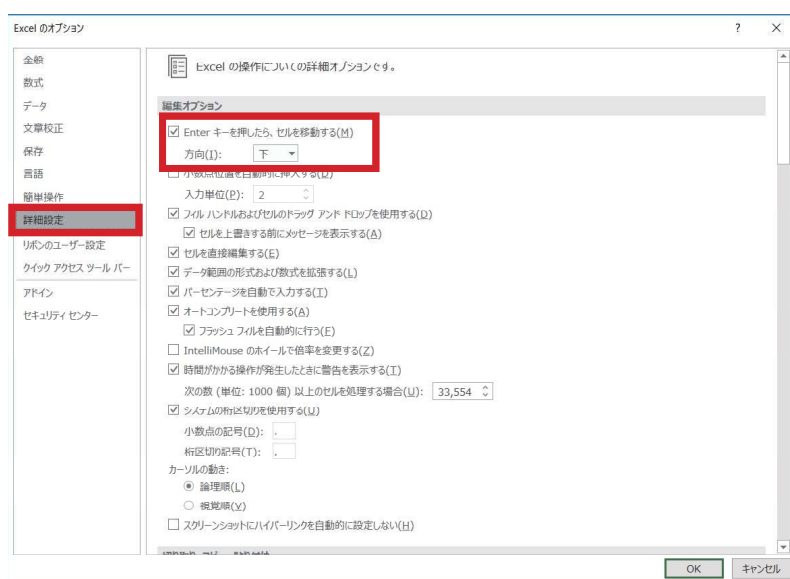 Excel のオプション
?
全般
数式
データ
文章校正
保存
言語
簡単操作
詳細設定
リボンのユーザー設定
クイック アクセス ツール バー
アドイン
セキュリティ センター
Excel の操作についての詳細オプションです。
編集オプション
Enter キーを押したら、セルを移動する(M)
方向(I): 下
小数点位置を自動的に挿入する(D)
入力単位(P): 2
フィル ハンドルおよびセルのドラッグ アンド ドロップを使用する(D)
セルを上書きする前にメッセージを表示する(A)
セルを直接編集する(E)
データ範囲の形式および数式を拡張する(L)
パーセンテージを自動で入力する(T)
オートコンプリートを使用する(A)
フラッシュ フィルを自動的に行う(F)
IntelliMouse のホイールで倍率を変更する(Z)
時間がかかる操作が発生したときに警告を表示する(T)
次の数 (単位: 1000 個) 以上のセルを処理する場合(U): 33,554
システムの桁区切りを使用する(U)
小数点の記号(D): .
桁区切り記号(T): ,
カーソルの動き:
論理順(L)
視覚順(V)
スクリーンショットにハイパーリンクを自動的に設定しない(H)
OK キャンセル